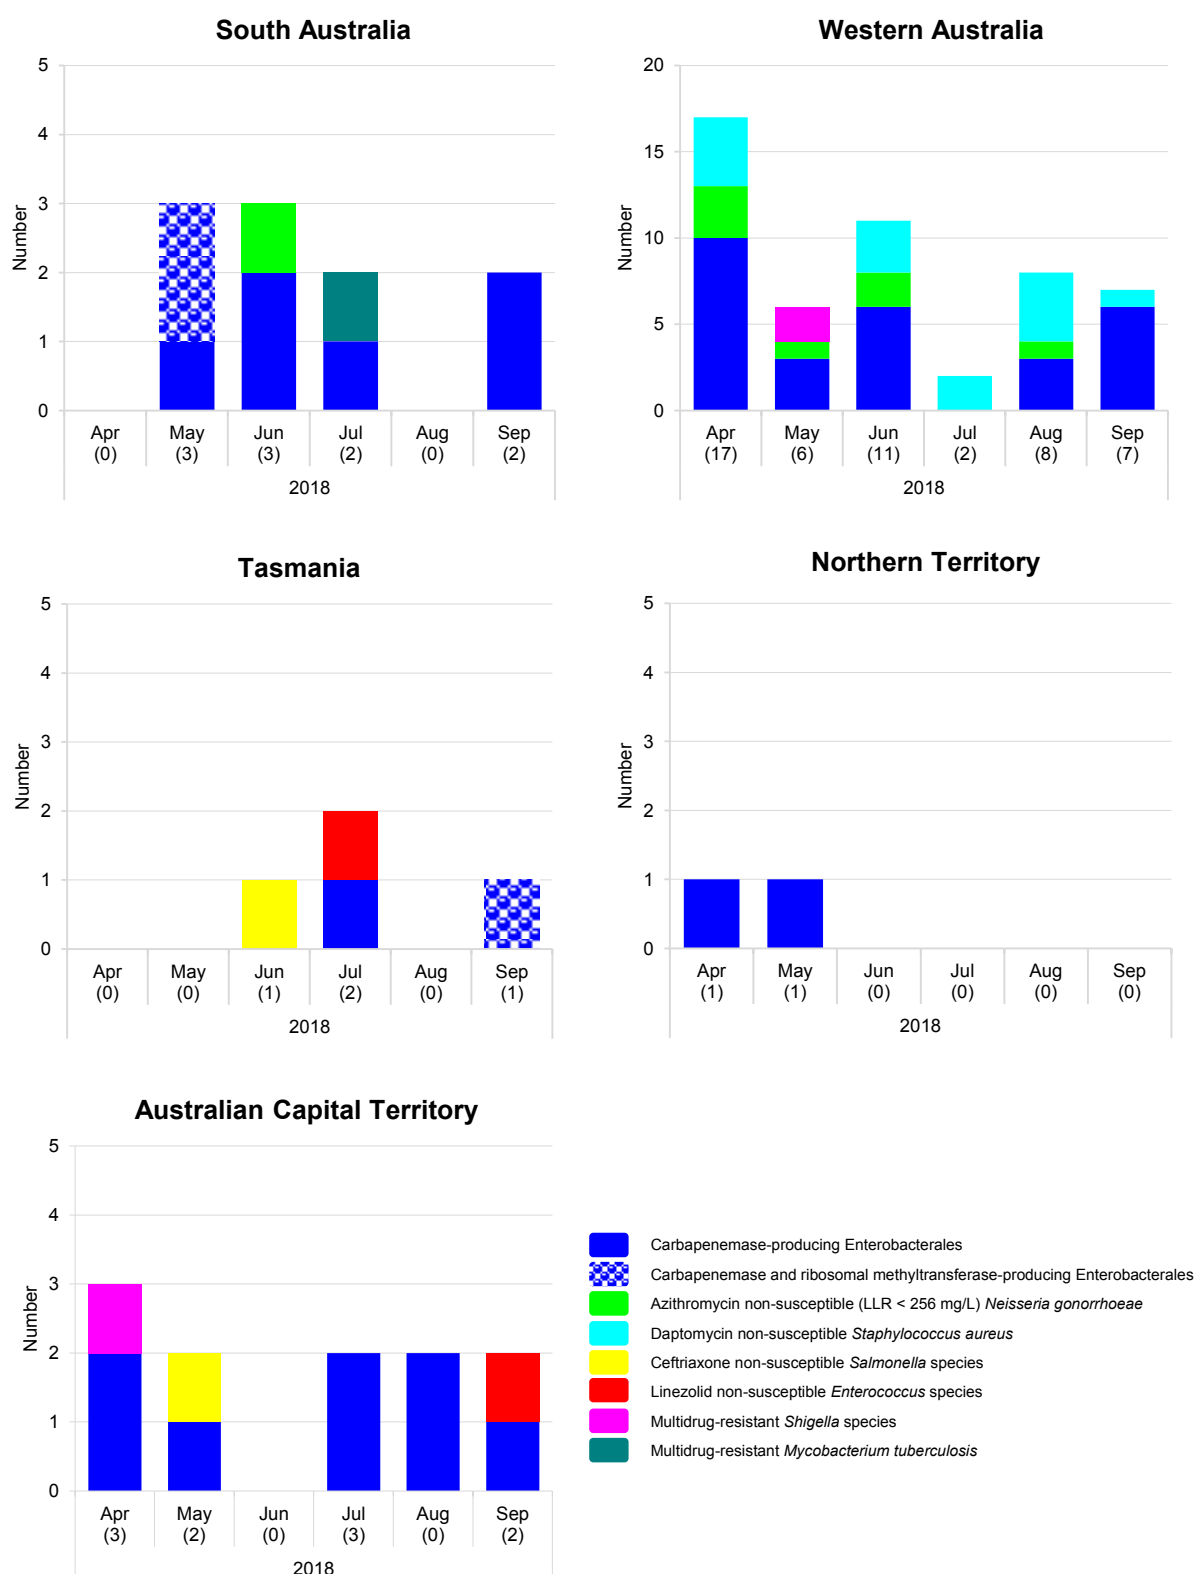 South Australia
5
4
3
2
1
0
Number
Apr May Jun Jul Aug Sep
(0) (3) (3) (2) (0) (2)
2018
Western Australia
20
15
10
5
0
Number
Apr May Jun Jul Aug Sep
(17) (6) (11) (2) (8) (7)
2018
Tasmania
5
4
3
2
1
0
Number
Apr May Jun Jul Aug Sep
(0) (0) (1) (2) (0) (1)
2018
Northern Territory
5
4
3
2
1
0
Number
Apr May Jun Jul Aug Sep
(1) (1) (0) (0) (0) (0)
2018
Australian Capital Territory
5
4
3
2
1
0
Number
Apr May Jun Jul Aug Sep
(3) (2) (0) (3) (0) (2)
2018
Carbapenemase-producing Enterobacterales
Carbapenemase and ribosomal methyltransferase-producing Enterobacterales
Azithromycin non-susceptible (LLR < 256 mg/L) Neisseria gonorrhoeae
Daptomycin non-susceptible Staphylococcus aureus
Ceftriaxone non-susceptible Salmonella species
Linezolid non-susceptible Enterococcus species
Multidrug-resistant Shigella species
Multidrug-resistant Mycobacterium tuberculosis